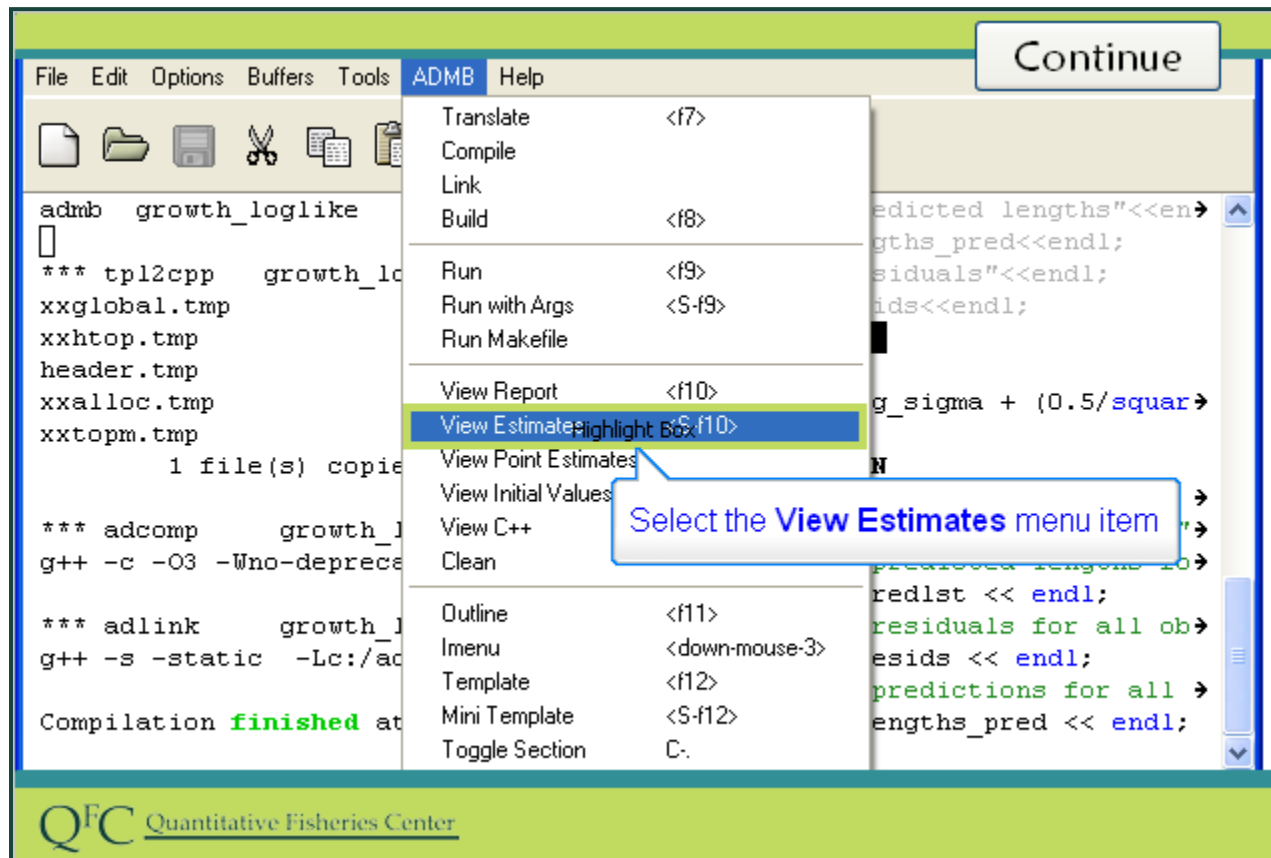 Continue
File Edit Options Buffers Tools ADMB Help
Translate <f7>
Compile
Link
Build <f8>
Run <f9>
Run with Args <S-f9>
Run Makefile
View Report <f10>
View Estimates <S-f10>
Highlight Box
View Point Estimates
View Initial Values
View C++
Clean
Outline <f11>
Imenu <down-mouse-3>
Template <f12>
Mini Template <S-f12>
Toggle Section C-.
Select the View Estimates menu item
admb growth_loglike
*** tpl2cpp growth_lo
xxglobal.tmp
xxhtop.tmp
header.tmp
xxalloc.tmp
xxtopm.tmp
1 file(s) copie
*** adcomp growth_l
g++ -c -O3 -Wno-depreca
*** adlink growth_l
g++ -s -static -Lc:/ad
Compilation finished at
edicted lengths"<<en
gths_pred<<endl;
siduals"<<endl;
ids<<endl;
g_sigma + (0.5/squar
N
redlst << endl;
residuals for all ob
esids << endl;
predictions for all
engths_pred << endl;
QFC Quantitative Fisheries Center